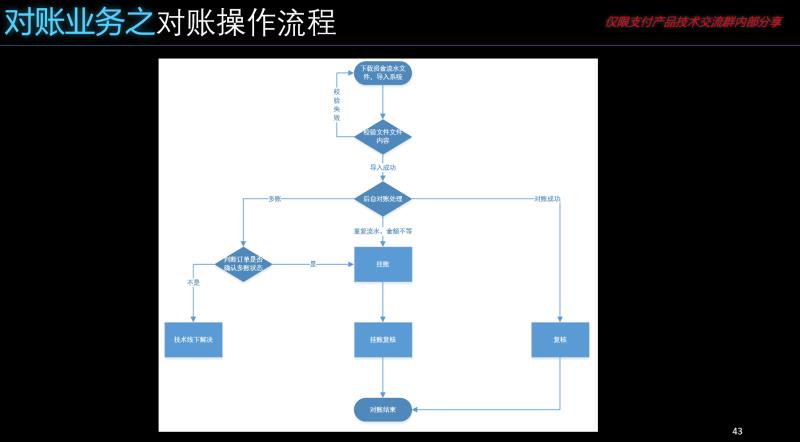 对账业务之对账操作流程
仅限支付产品技术交流群内部分享
下载资金流水文
件，导入系统
校
验
失
败
检验文件文件
内容
导入成功
后台对账处理
多账
对账成功
重复流水、金额不等
判断订单是否
确认多账状态
是
挂账
不是
技术线下解决
挂账复核
复核
对账结束
43